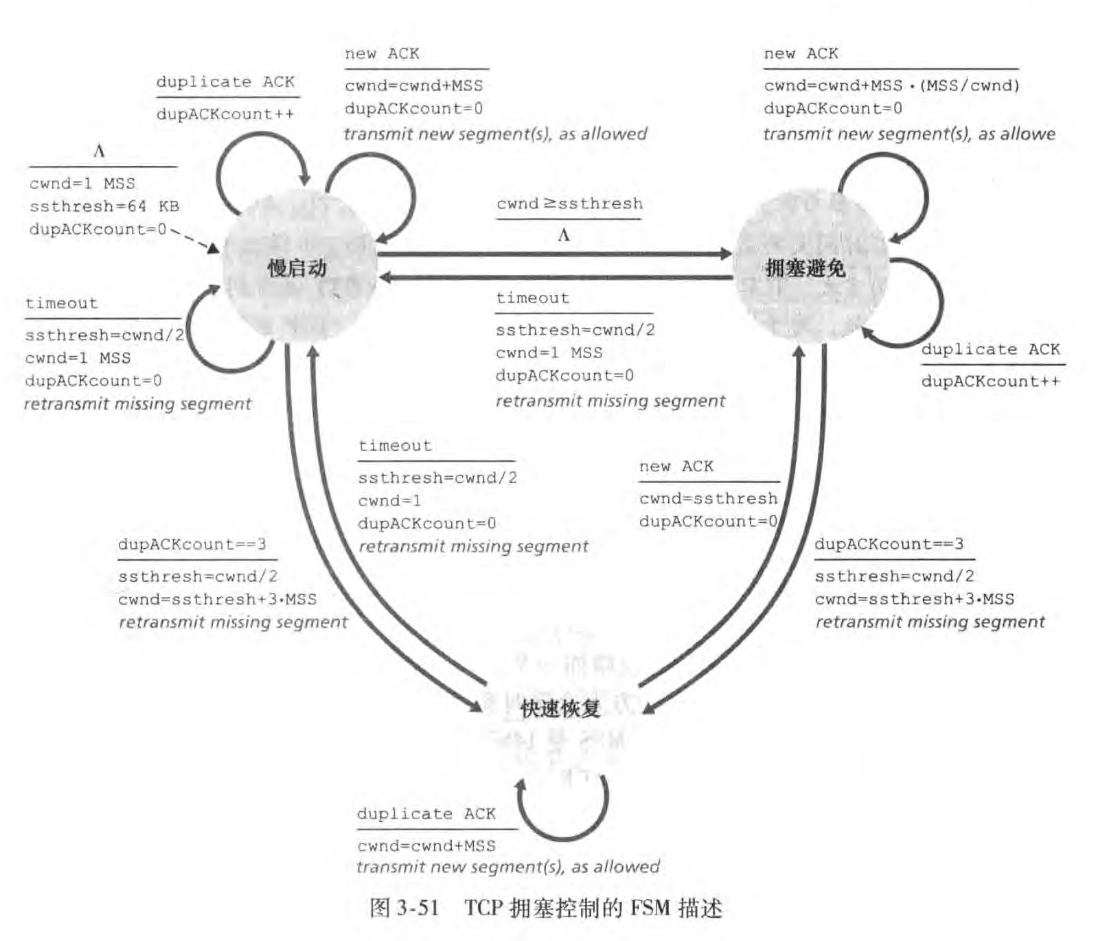 new ACK
cwnd=cwnd+MSS
dupACKcount=0
transmit new segment(s), as allowed
duplicate ACK
dupACKcount++
Λ
cwnd=1 MSS
ssthresh=64 KB
dupACKcount=0
new ACK
cwnd=cwnd+MSS·(MSS/cwnd)
dupACKcount=0
transmit new segment(s), as allowe
cwnd≥ssthresh
Λ
慢启动
拥塞避免
timeout
ssthresh=cwnd/2
cwnd=1 MSS
dupACKcount=0
retransmit missing segment
timeout
ssthresh=cwnd/2
cwnd=1 MSS
dupACKcount=0
retransmit missing segment
duplicate ACK
dupACKcount++
timeout
ssthresh=cwnd/2
cwnd=1
dupACKcount=0
retransmit missing segment
new ACK
cwnd=ssthresh
dupACKcount=0
dupACKcount==3
ssthresh=cwnd/2
cwnd=ssthresh+3·MSS
retransmit missing segment
dupACKcount==3
ssthresh=cwnd/2
cwnd=ssthresh+3·MSS
retransmit missing segment
快速恢复
duplicate ACK
cwnd=cwnd+MSS
transmit new segment(s), as allowed
图 3-51 TCP 拥塞控制的 FSM 描述